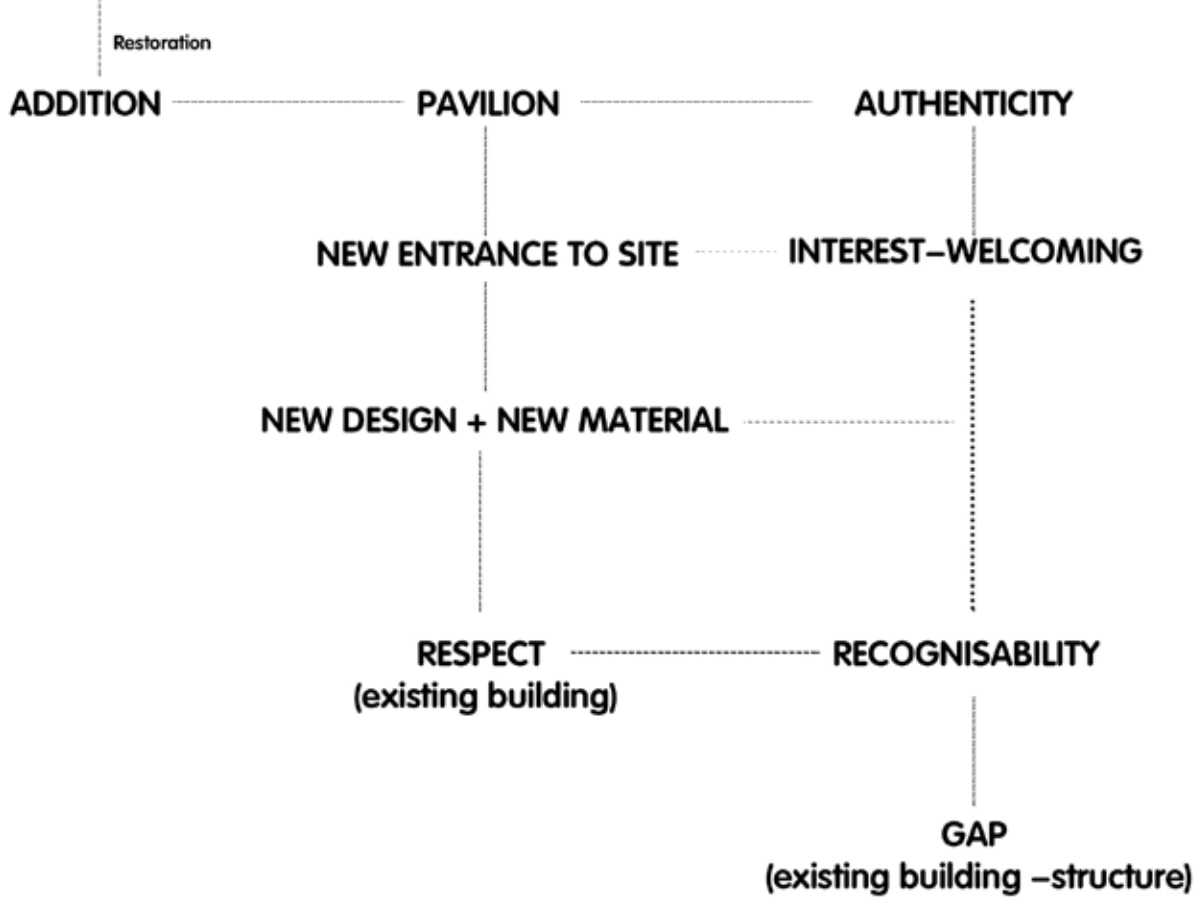 Restoration
ADDITION PAVILION AUTHENTICITY
NEW ENTRANCE TO SITE INTEREST–WELCOMING
NEW DESIGN + NEW MATERIAL
RESPECT RECOGNISABILITY
(existing building)
GAP
(existing building –structure)